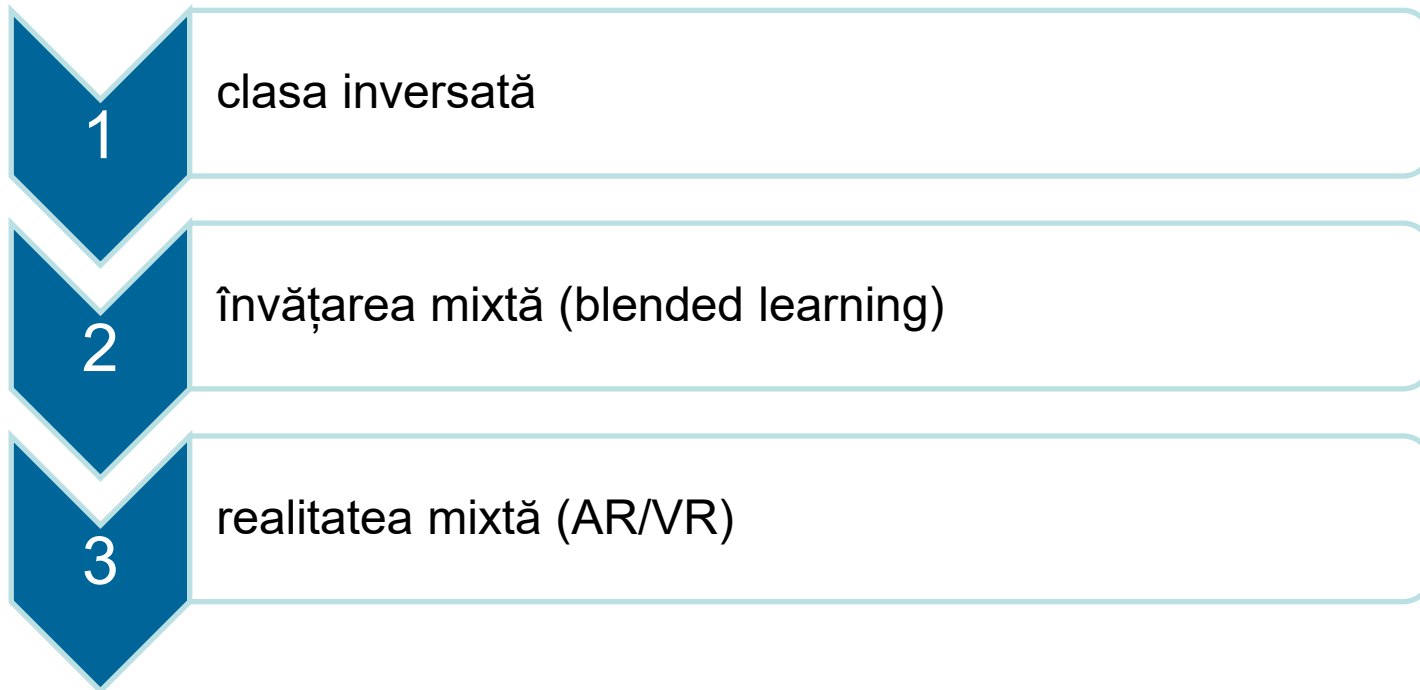 1
clasa inversată
2
învățarea mixtă (blended learning)
3
realitatea mixtă (AR/VR)